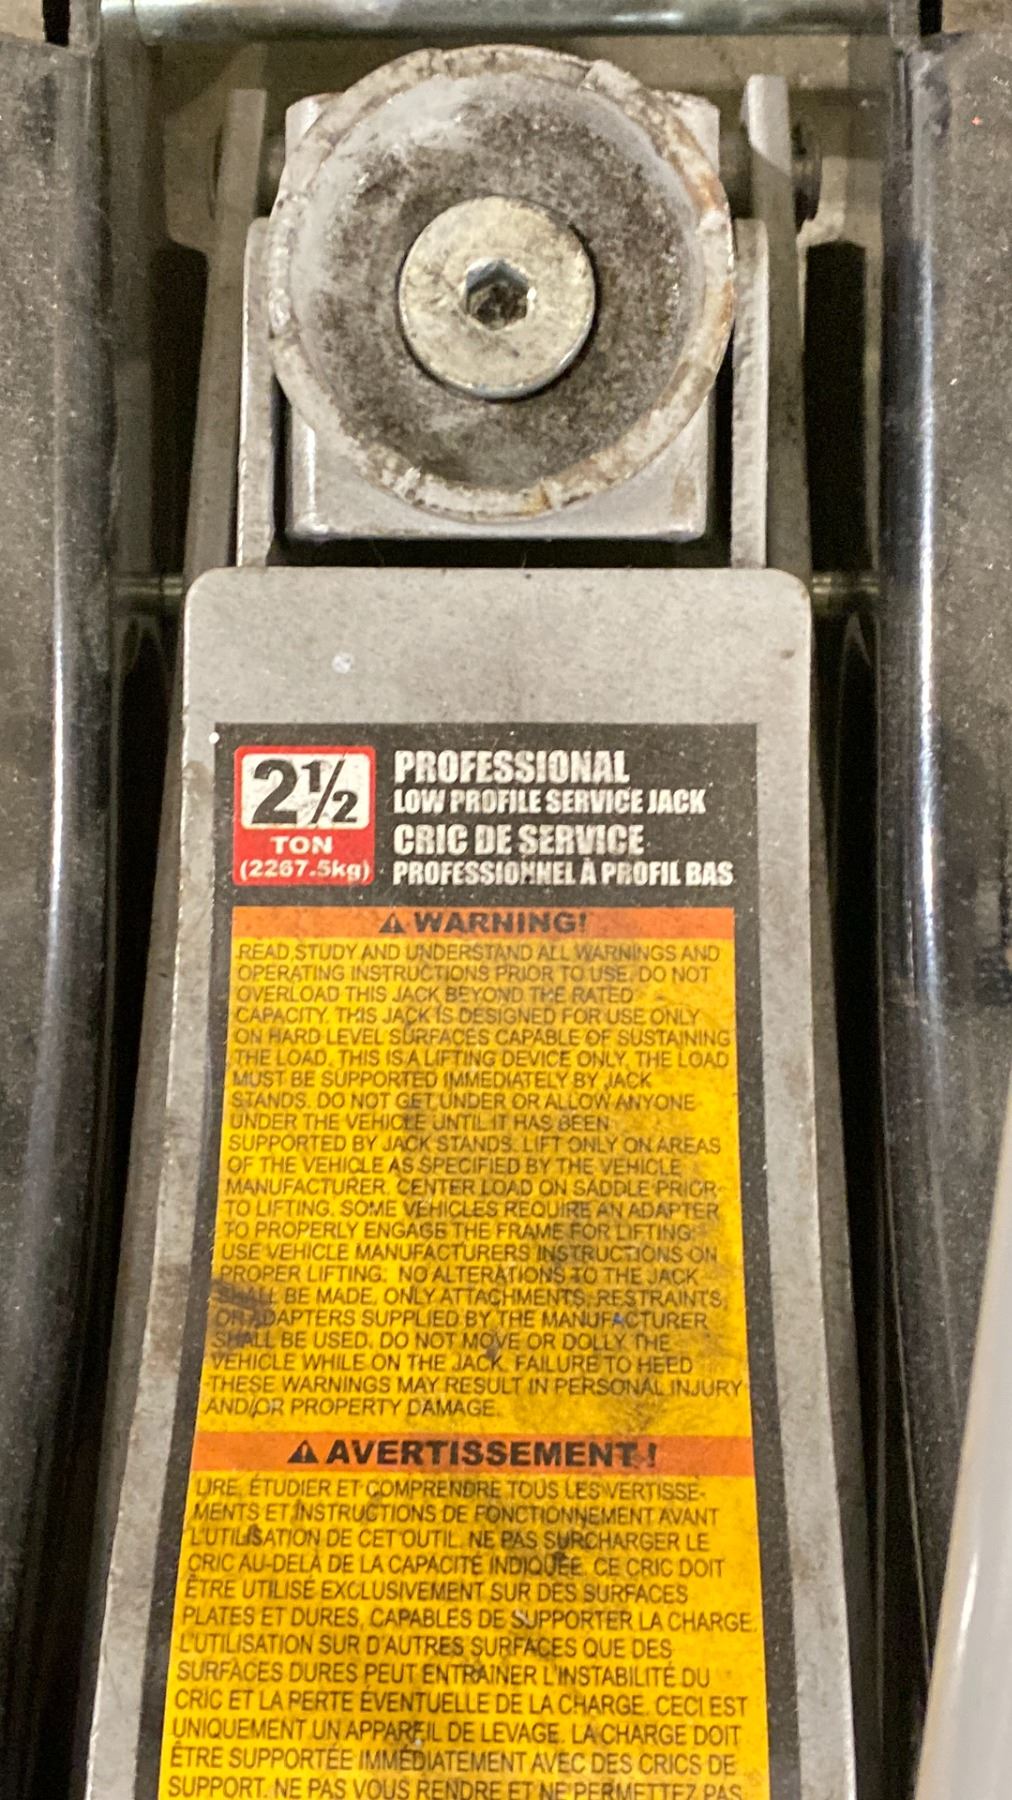 2½
TON
(2267.5kg)
PROFESSIONAL
LOW PROFILE SERVICE JACK
CRIC DE SERVICE
PROFESSIONNEL À PROFIL BAS
⚠ WARNING!
READ, STUDY AND UNDERSTAND ALL WARNINGS AND
OPERATING INSTRUCTIONS PRIOR TO USE. DO NOT
OVERLOAD THIS JACK BEYOND THE RATED
CAPACITY. THIS JACK IS DESIGNED FOR USE ONLY
ON HARD LEVEL SURFACES CAPABLE OF SUSTAINING
THE LOAD. THIS IS A LIFTING DEVICE ONLY. THE LOAD
MUST BE SUPPORTED IMMEDIATELY BY JACK
STANDS. DO NOT GET UNDER OR ALLOW ANYONE
UNDER THE VEHICLE UNTIL IT HAS BEEN
SUPPORTED BY JACK STANDS. LIFT ONLY ON AREAS
OF THE VEHICLE AS SPECIFIED BY THE VEHICLE
MANUFACTURER. CENTER LOAD ON SADDLE PRIOR
TO LIFTING. SOME VEHICLES REQUIRE AN ADAPTER
TO PROPERLY ENGAGE THE FRAME FOR LIFTING;
USE VEHICLE MANUFACTURERS INSTRUCTIONS ON
PROPER LIFTING. NO ALTERATIONS TO THE JACK
SHALL BE MADE. ONLY ATTACHMENTS, RESTRAINTS,
OR ADAPTERS SUPPLIED BY THE MANUFACTURER
SHALL BE USED. DO NOT MOVE OR DOLLY THE
VEHICLE WHILE ON THE JACK. FAILURE TO HEED
THESE WARNINGS MAY RESULT IN PERSONAL INJURY
AND/OR PROPERTY DAMAGE.
⚠ AVERTISSEMENT !
LIRE, ÉTUDIER ET COMPRENDRE TOUS LES VERTISSE-
MENTS ET INSTRUCTIONS DE FONCTIONNEMENT AVANT
L'UTILISATION DE CET OUTIL. NE PAS SURCHARGER LE
CRIC AU-DELÀ DE LA CAPACITÉ INDIQUÉE. CE CRIC DOIT
ÊTRE UTILISÉ EXCLUSIVEMENT SUR DES SURFACES
PLATES ET DURES, CAPABLES DE SUPPORTER LA CHARGE.
L'UTILISATION SUR D'AUTRES SURFACES QUE DES
SURFACES DURES PEUT ENTRAINER L'INSTABILITÉ DU
CRIC ET LA PERTE ÉVENTUELLE DE LA CHARGE. CECI EST
UNIQUEMENT UN APPAREIL DE LEVAGE. LA CHARGE DOIT
ÊTRE SUPPORTÉE IMMÉDIATEMENT AVEC DES CRICS DE
SUPPORT. NE PAS VOUS RENDRE ET NE PERMETTEZ PAS